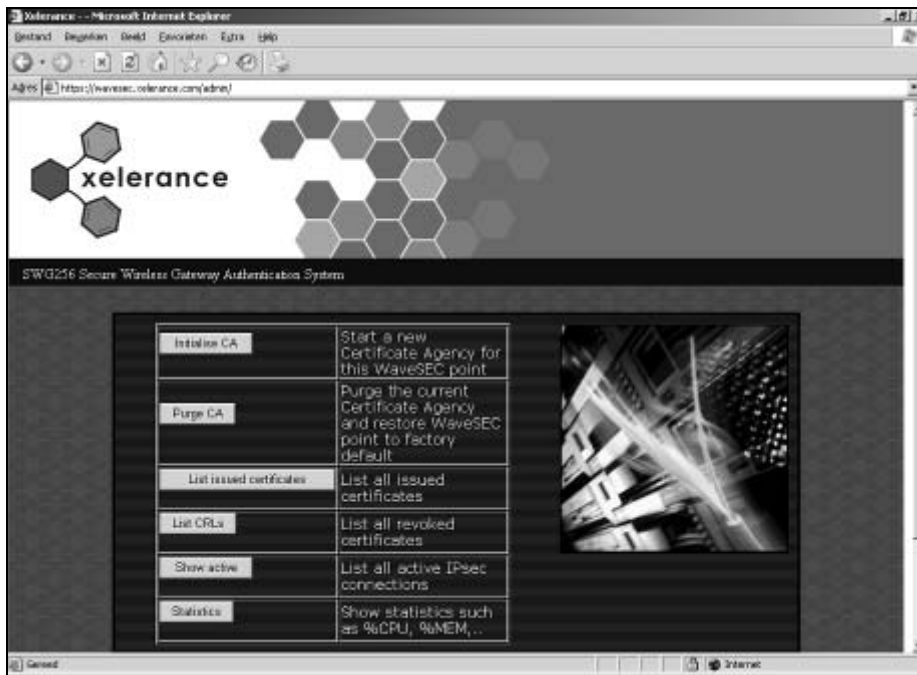 Xelerance - - Microsoft Internet Explorer
Bestand Bewerken Beeld Favorieten Extra Help
Adres https://wavesec.xelerance.com/admin/
xelerance
SWG256 Secure Wireless Gateway Authentication System
Initialise CA
Start a new
Certificate Agency for
this WaveSEC point
Purge CA
Purge the current
Certificate Agency
and restore WaveSEC
point to factory
default
List issued certificates
List all issued
certificates
List CRLs
List all revoked
certificates
Show active
List all active IPsec
connections
Statistics
Show statistics such
as %CPU, %MEM,..
Gereed
Internet